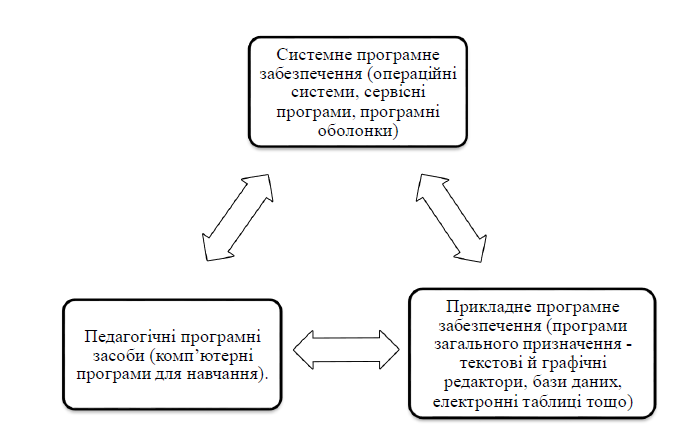 Системне програмне
забезпечення (операційні
системи, сервісні
програми, програмні
оболонки)
Педагогічні програмні
засоби (комп’ютерні
програми для навчання).
Прикладне програмне
забезпечення (програми
загального призначення -
текстові й графічні
редактори, бази даних,
електронні таблиці тощо)